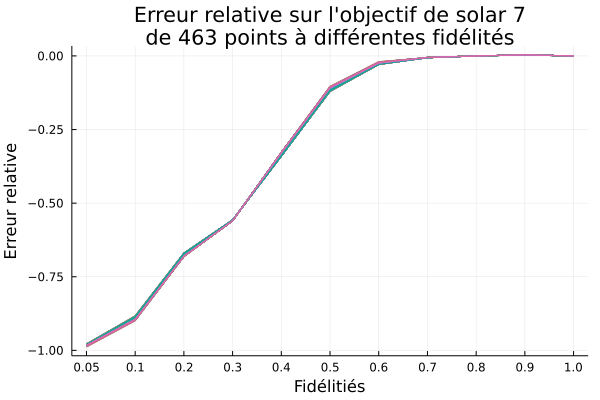 Erreur relative sur l'objectif de solar 7
de 463 points à différentes fidélités
0.00
−0.25
−0.50
−0.75
−1.00
Erreur relative
0.05 0.1 0.2 0.3 0.4 0.5 0.6 0.7 0.8 0.9 1.0
Fidélitiés